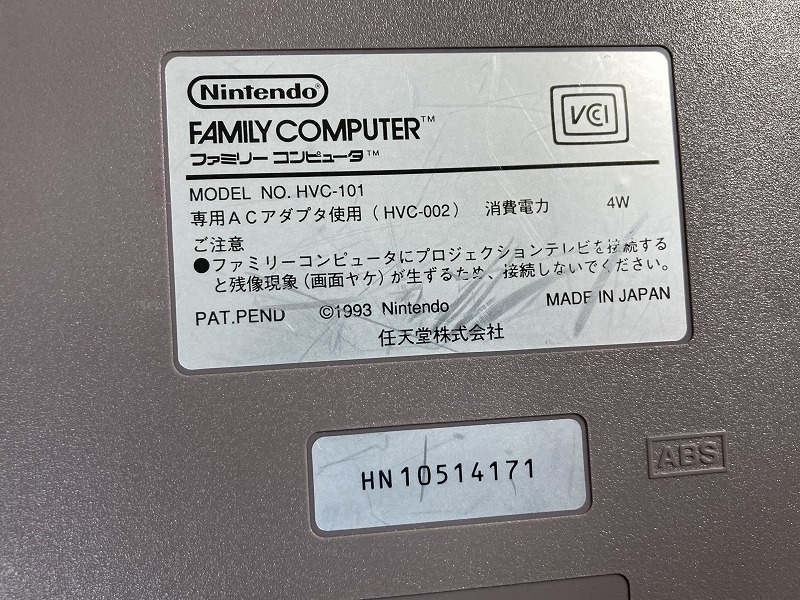 Nintendo
VCCI
FAMILY COMPUTER™
ファミリー コンピュータ™
MODEL NO. HVC-101
専用ACアダプタ使用(HVC-002) 消費電力 4W
ご注意
●ファミリーコンピュータにプロジェクションテレビを接続する
と残像現象(画面ヤケ)が生ずるため、接続しないでください。
PAT.PEND ©1993 Nintendo MADE IN JAPAN
任天堂株式会社
HN10514171
ABS